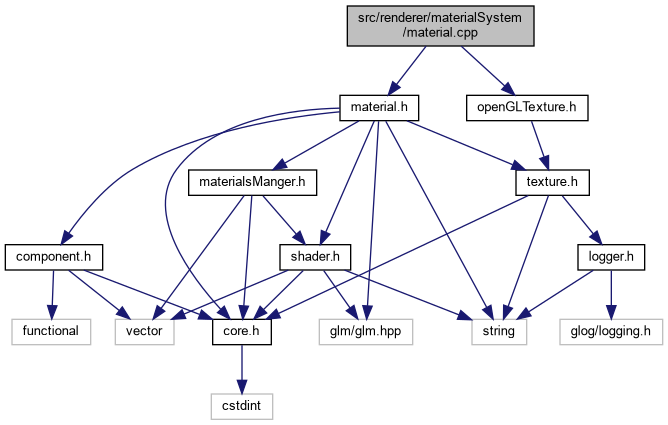 src/renderer/materialSystem
/material.cpp
material.h
openGLTexture.h
materialsManger.h
texture.h
component.h
shader.h
logger.h
functional
vector
core.h
glm/glm.hpp
string
glog/logging.h
cstdint